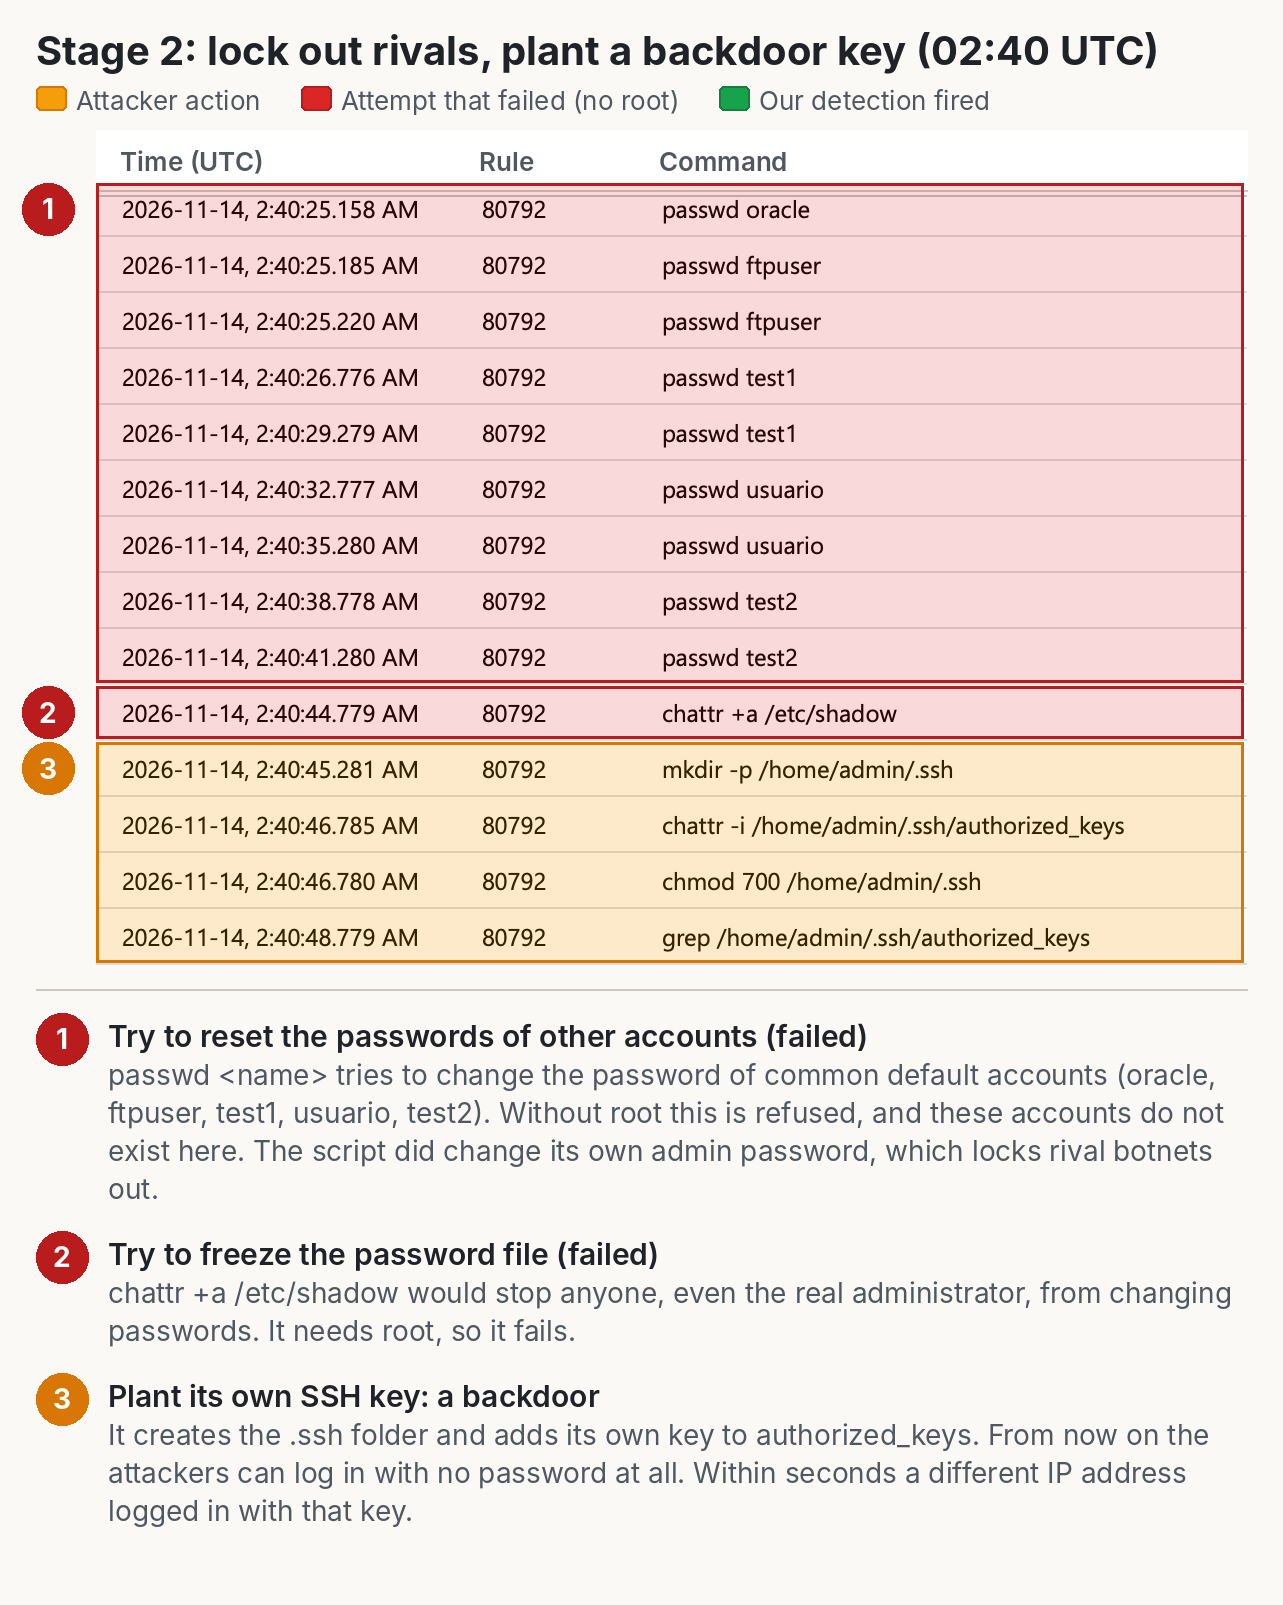 Stage 2: lock out rivals, plant a backdoor key (02:40 UTC)
Attacker action Attempt that failed (no root) Our detection fired
Time (UTC) Rule Command
1 2026-11-14, 2:40:25.158 AM 80792 passwd oracle
2026-11-14, 2:40:25.185 AM 80792 passwd ftpuser
2026-11-14, 2:40:25.220 AM 80792 passwd ftpuser
2026-11-14, 2:40:26.776 AM 80792 passwd test1
2026-11-14, 2:40:29.279 AM 80792 passwd test1
2026-11-14, 2:40:32.777 AM 80792 passwd usuario
2026-11-14, 2:40:35.280 AM 80792 passwd usuario
2026-11-14, 2:40:38.778 AM 80792 passwd test2
2026-11-14, 2:40:41.280 AM 80792 passwd test2
2 2026-11-14, 2:40:44.779 AM 80792 chattr +a /etc/shadow
3 2026-11-14, 2:40:45.281 AM 80792 mkdir -p /home/admin/.ssh
2026-11-14, 2:40:46.785 AM 80792 chattr -i /home/admin/.ssh/authorized_keys
2026-11-14, 2:40:46.780 AM 80792 chmod 700 /home/admin/.ssh
2026-11-14, 2:40:48.779 AM 80792 grep /home/admin/.ssh/authorized_keys
1 Try to reset the passwords of other accounts (failed)
passwd <name> tries to change the password of common default accounts (oracle,
ftpuser, test1, usuario, test2). Without root this is refused, and these accounts do not
exist here. The script did change its own admin password, which locks rival botnets
out.
2 Try to freeze the password file (failed)
chattr +a /etc/shadow would stop anyone, even the real administrator, from changing
passwords. It needs root, so it fails.
3 Plant its own SSH key: a backdoor
It creates the .ssh folder and adds its own key to authorized_keys. From now on the
attackers can log in with no password at all. Within seconds a different IP address
logged in with that key.